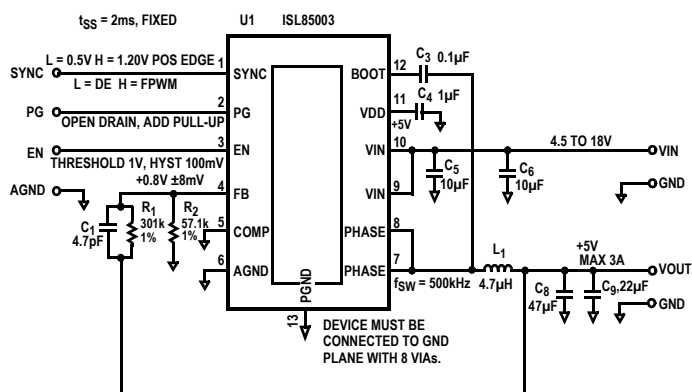 tSS = 2ms, FIXED
U1 ISL85003
L = 0.5V H = 1.20V POS EDGE
SYNC
L = DE H = FPWM
1
SYNC
BOOT
12
C3 0.1µF
PG
2
OPEN DRAIN, ADD PULL-UP
PG
VDD
11
+5V
C4 1µF
EN
3
THRESHOLD 1V, HYST 100mV
EN
VIN
10
4.5 TO 18V
VIN
C5
10µF
C6
10µF
GND
AGND
+0.8V ±8mV
4
FB
VIN
9
C1
4.7pF
R1
301k
1%
R2
57.1k
1%
5
COMP
PHASE
8
6
AGND
PHASE
7
fSW = 500kHz
L1
4.7µH
+5V
MAX 3A
VOUT
C8
47µF
C9,22µF
GND
PGND
13
DEVICE MUST BE
CONNECTED TO GND
PLANE WITH 8 VIAs.